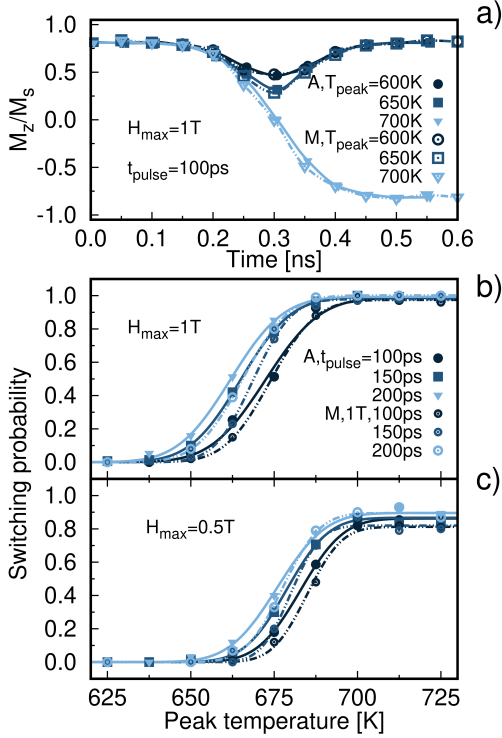 a)
M_z/M_s
1.0
0.5
0.0
-0.5
-1.0
A,T_peak=600K
650K
700K
M,T_peak=600K
650K
700K
H_max=1T
t_pulse=100ps
0.0 0.1 0.2 0.3 0.4 0.5 0.6
Time [ns]
b)
Switching probability
1.0
0.8
0.6
0.4
0.2
0.0
H_max=1T
A,t_pulse=100ps
150ps
200ps
M,1T,100ps
150ps
200ps
c)
1.0
0.8
0.6
0.4
0.2
0.0
H_max=0.5T
625 650 675 700 725
Peak temperature [K]